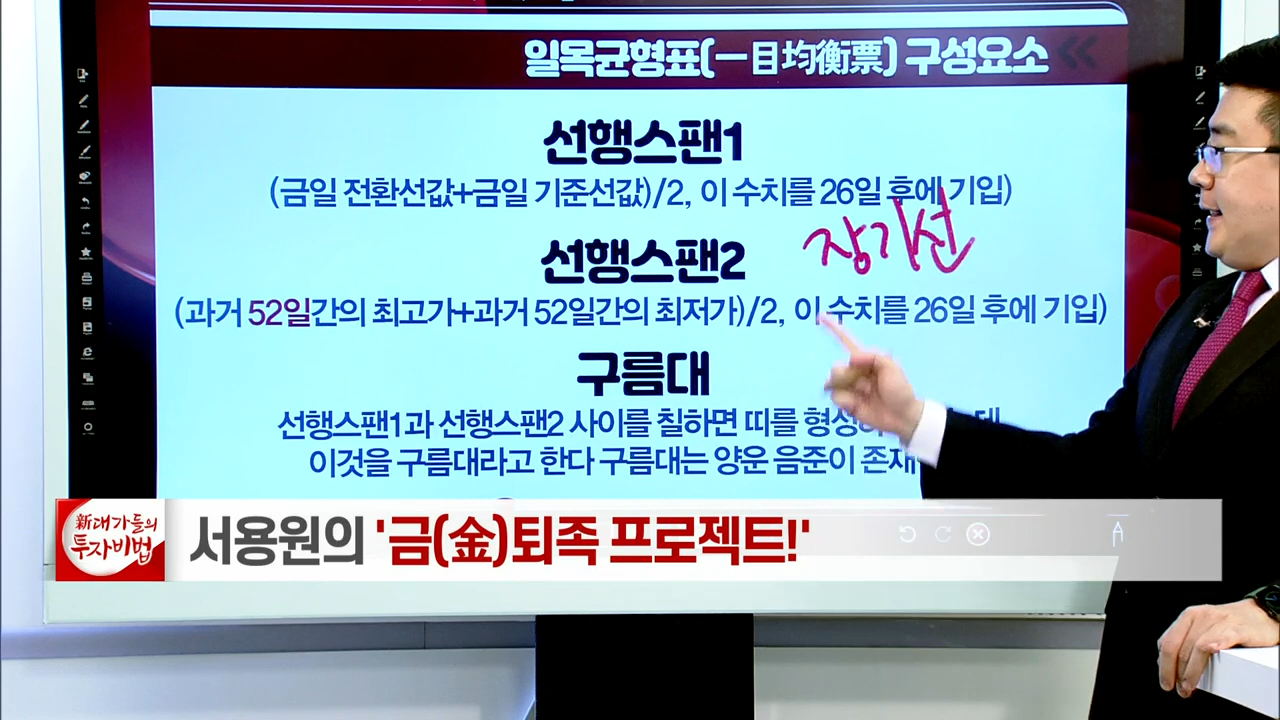 일목균형표(一目均衡票) 구성요소
선행스팬1
(금일 전환선값+금일 기준선값)/2, 이 수치를 26일 후에 기입)
장기선
선행스팬2
(과거 52일간의 최고가+과거 52일간의 최저가)/2, 이 수치를 26일 후에 기입)
구름대
선행스팬1과 선행스팬2 사이를 칠하면 띠를
이것을 구름대라고 한다 구름대는 양운 음준이
新대가들의
투자비법
서용원의 '금(金)퇴족 프로젝트!'